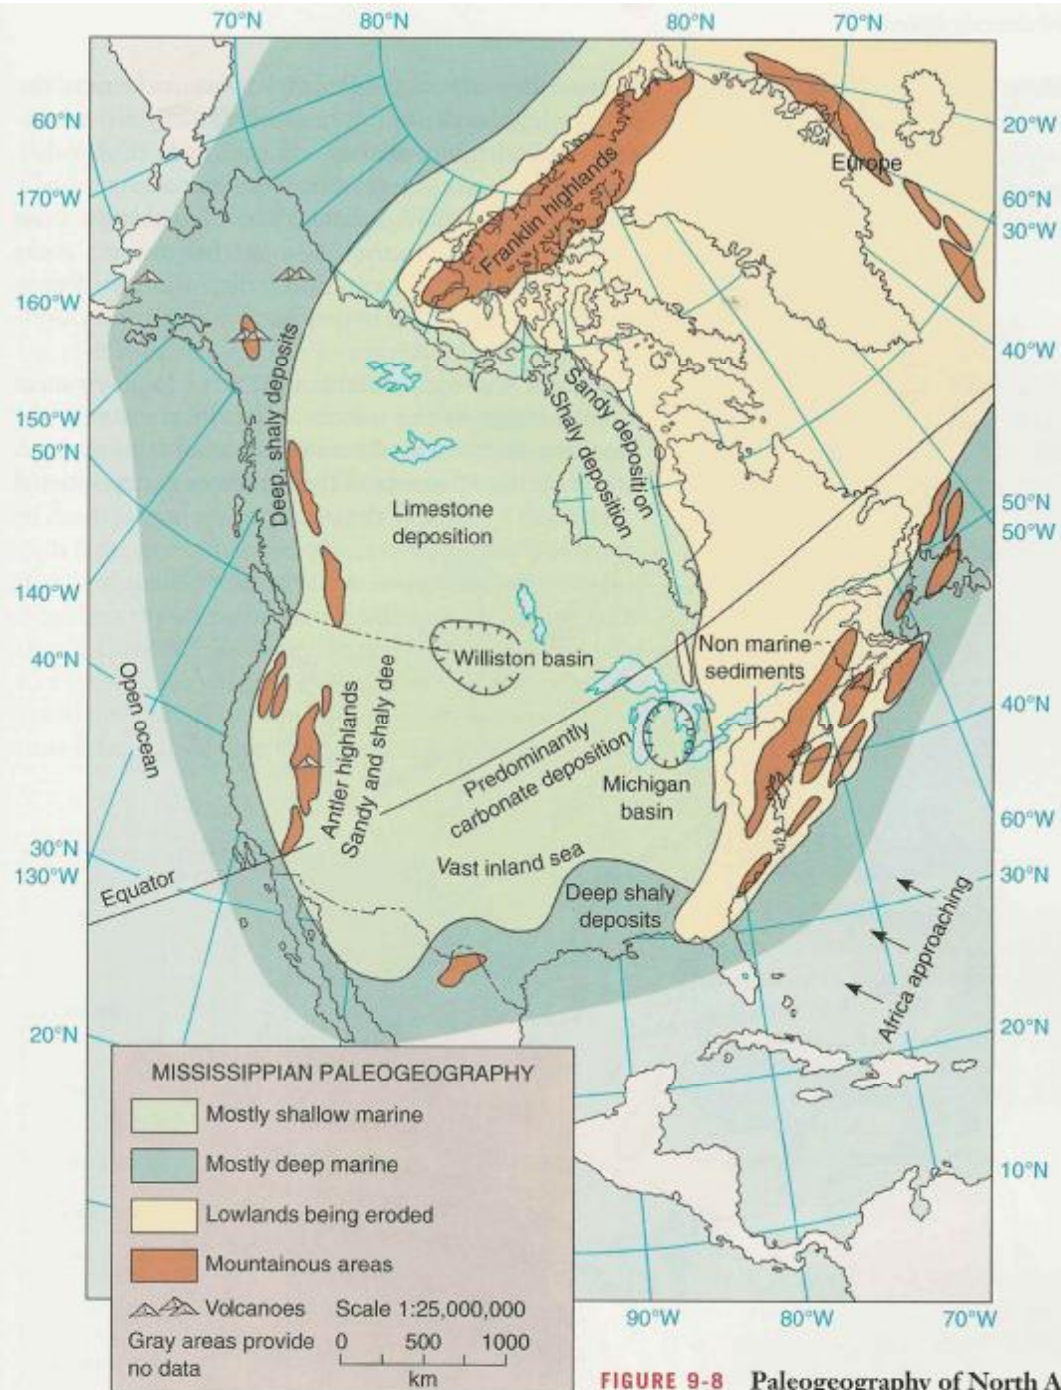 70°N
80°N
80°N
70°N
60°N
170°W
160°W
150°W
50°N
140°W
40°N
30°N
130°W
20°N
20°W
60°N
30°W
40°W
50°N
50°W
40°N
60°W
30°N
20°N
10°N
90°W
80°W
70°W
Europe
Franklin highlands
Deep, shaly deposits
Sandy deposition
Shaly deposition
Limestone
deposition
Williston basin
Non marine
sediments
Open ocean
Antler highlands
Sandy and shaly dee
Predominantly
carbonate deposition
Michigan
basin
Vast inland sea
Equator
Deep shaly
deposits
Africa approaching
MISSISSIPPIAN PALEOGEOGRAPHY
Mostly shallow marine
Mostly deep marine
Lowlands being eroded
Mountainous areas
Volcanoes Scale 1:25,000,000
Gray areas provide
no data
0 500 1000
km
FIGURE 9-8 Paleogeography of North A